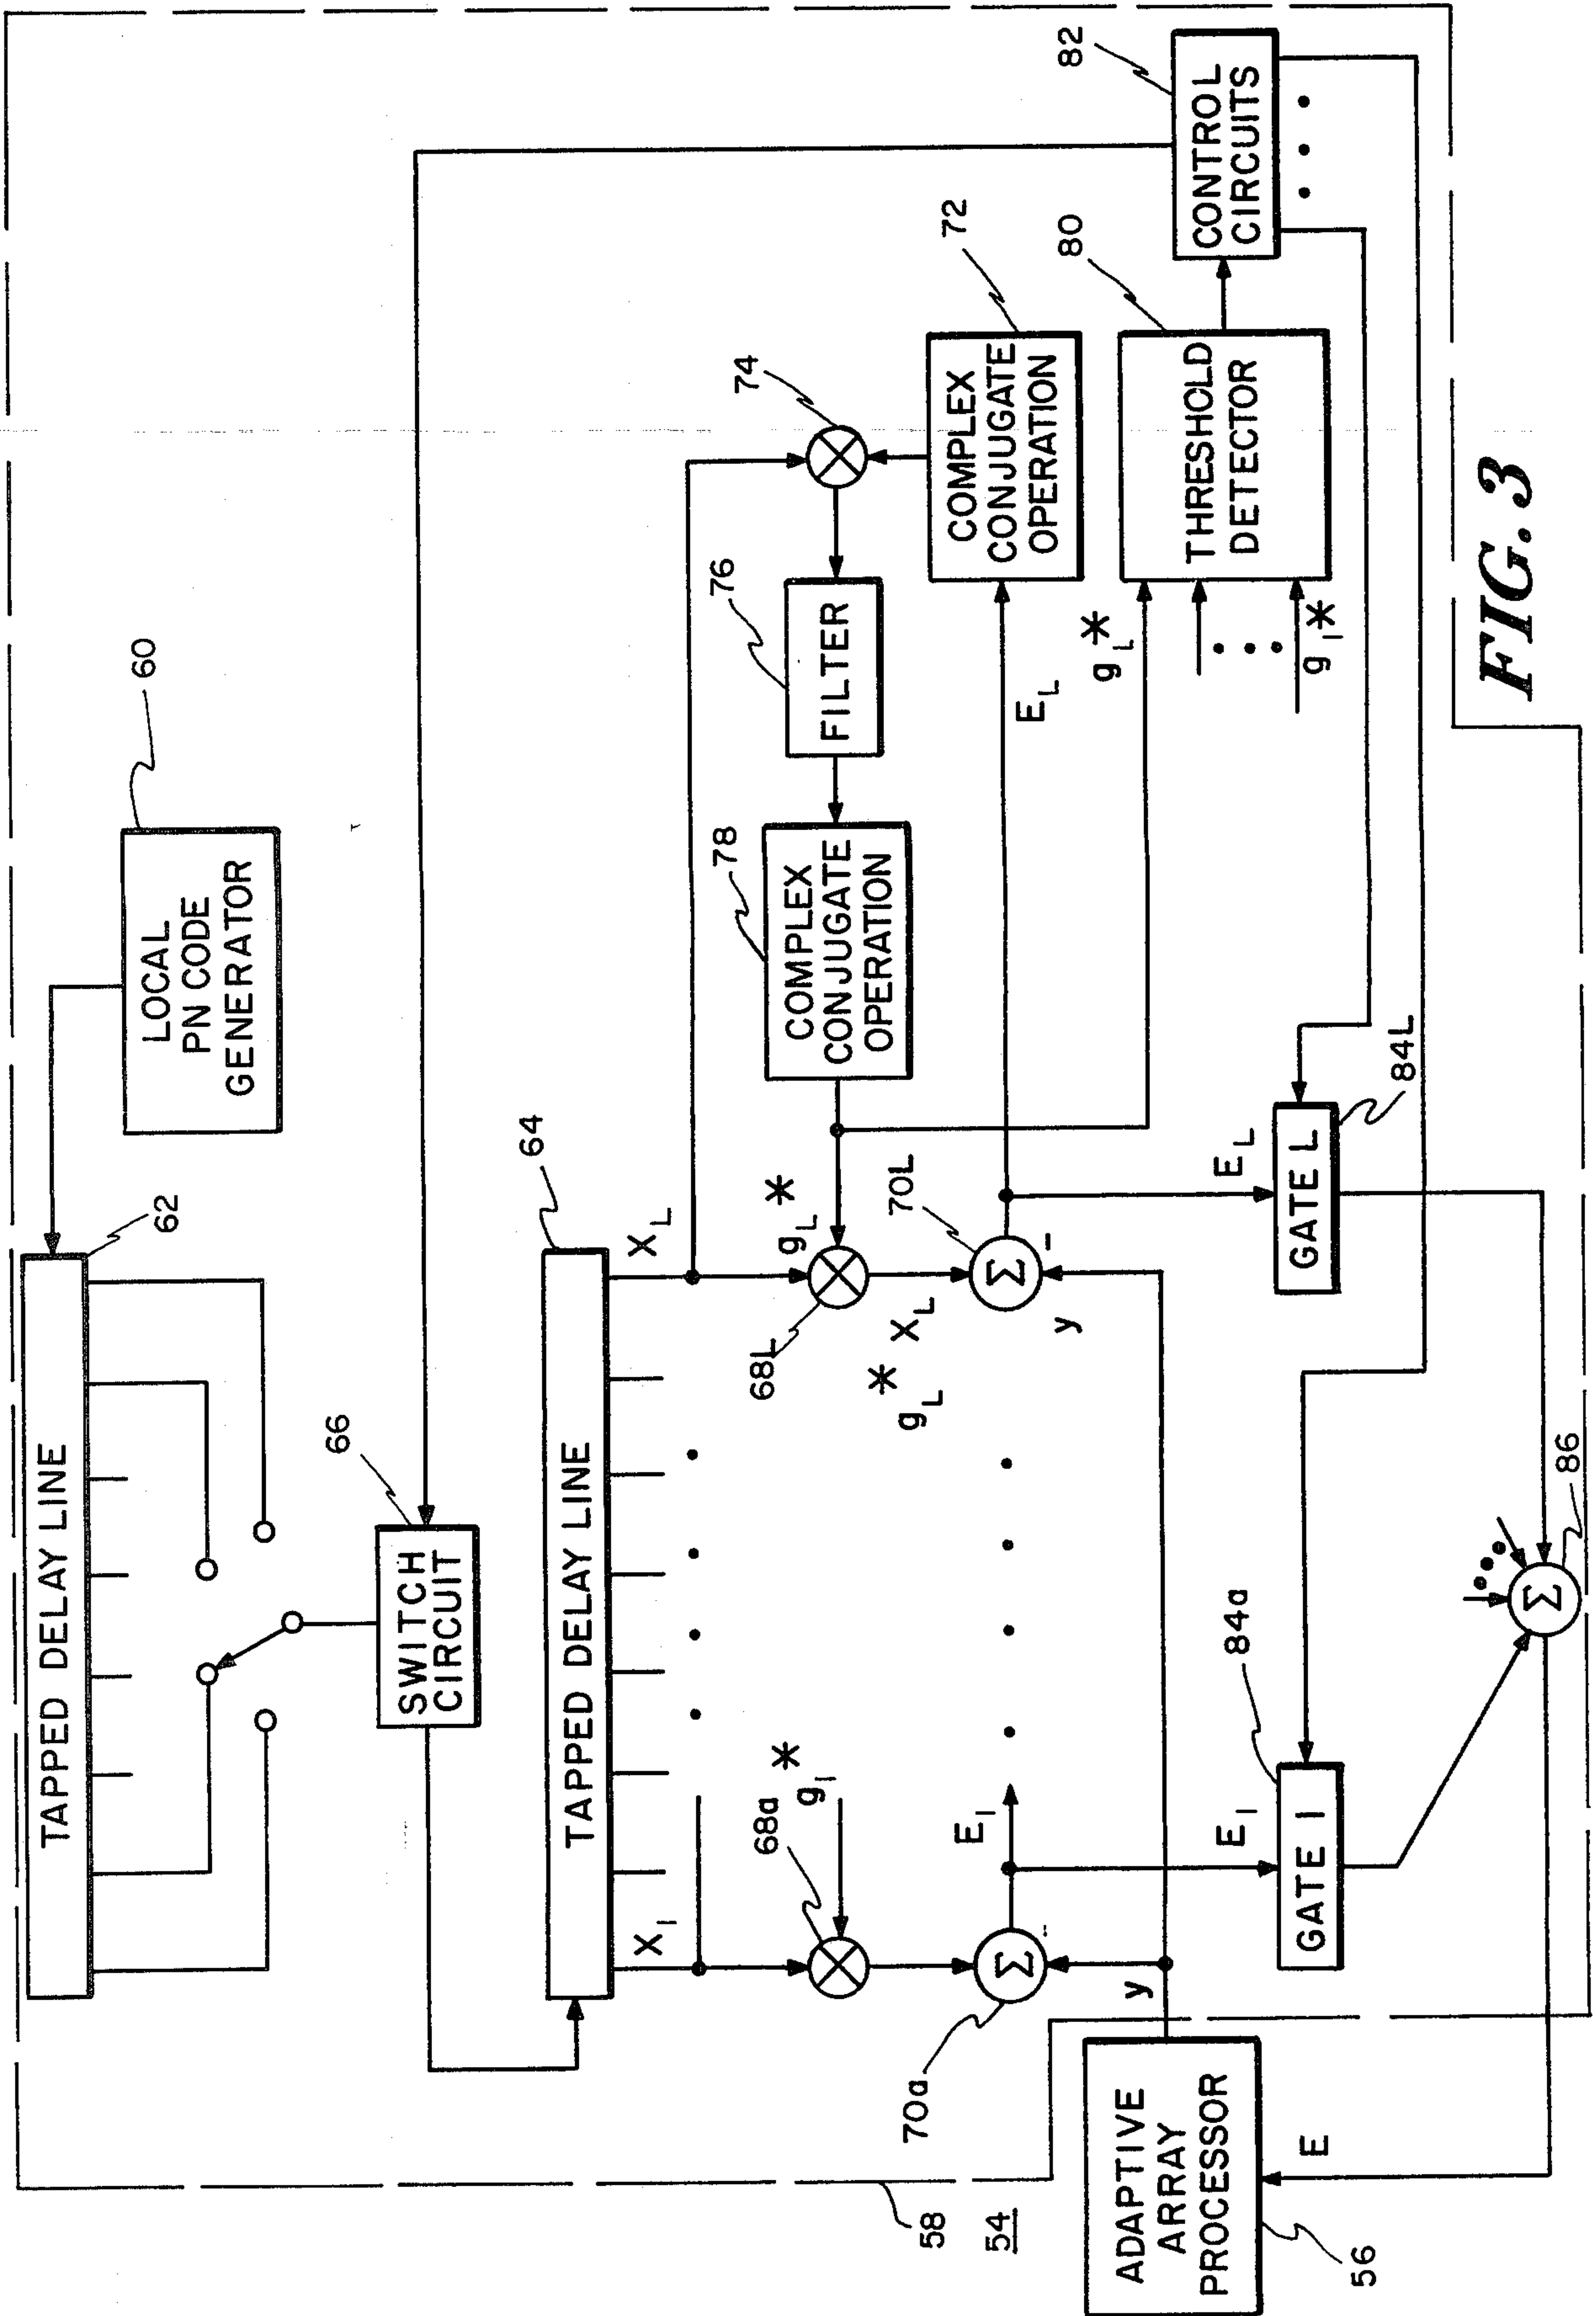 TAPPED DELAY LINE
62
LOCAL
PN CODE
GENERATOR
60
66
SWITCH
CIRCUIT
TAPPED DELAY LINE
64
X1
XL
68a
g1*
68L
gL*
gL* XL
78
COMPLEX
CONJUGATE
OPERATION
76
FILTER
74
COMPLEX
CONJUGATE
OPERATION
72
70a
Σ
-
E1
y
70L
Σ
-
y
EL
gL*
g1*
THRESHOLD
DETECTOR
80
CONTROL
CIRCUITS
82
E1
GATE 1
84a
EL
GATE L
84L
Σ
86
58
54
ADAPTIVE
ARRAY
PROCESSOR
56
E
FIG. 3